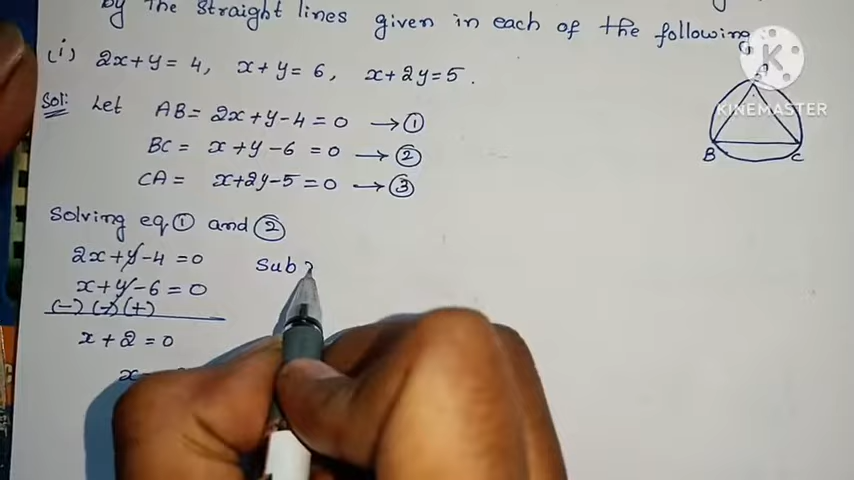 by the straight lines given in each of the following
(i) 2x+y=4, x+y=6, x+2y=5.
Sol: Let AB = 2x+y-4=0 → ①
BC = x+y-6=0 → ②
CA = x+2y-5=0 → ③
A
B C
K
KINEMASTER
Solving eq ① and ②
2x+y-4=0
x+y-6=0
(-) (-) (+)
x+2=0
x
Sub